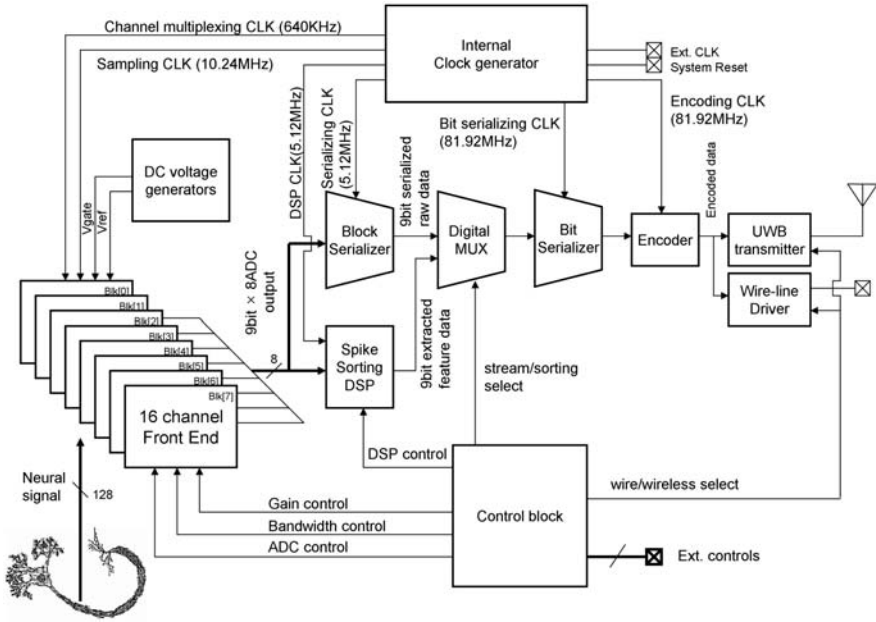 Channel multiplexing CLK (640KHz)
Sampling CLK (10.24MHz)
Internal
Clock generator
Ext. CLK
System Reset
DC voltage
generators
Vgate
Vref
DSP CLK(5.12MHz)
Serializing CLK
(5.12MHz)
9bit serialized
raw data
Bit serializing CLK
(81.92MHz)
Encoding CLK
(81.92MHz)
Encoded data
Block
Serializer
Digital
MUX
Bit
Serializer
Encoder
UWB
transmitter
Wire-line
Driver
Blk[0]
Blk[1]
Blk[2]
Blk[3]
Blk[4]
Blk[5]
Blk[6]
Blk[7]
16 channel
Front End
9bit × 8ADC
output
8
Spike
Sorting
DSP
9bit extracted
feature data
stream/sorting
select
DSP control
Neural
signal
128
Gain control
Bandwidth control
ADC control
Control block
wire/wireless select
Ext. controls